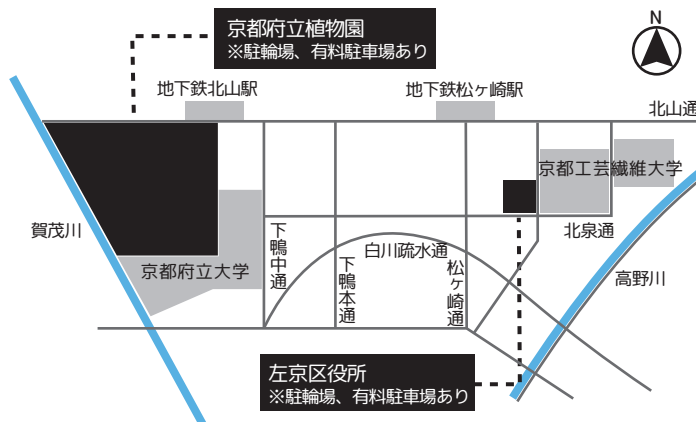 京都府立植物園
※駐輪場、有料駐車場あり
N
地下鉄北山駅
地下鉄松ヶ崎駅
北山通
京都工芸繊維大学
賀茂川
京都府立大学
下鴨中通
下鴨本通
白川疏水通
松ヶ崎通
北泉通
高野川
左京区役所
※駐輪場、有料駐車場あり